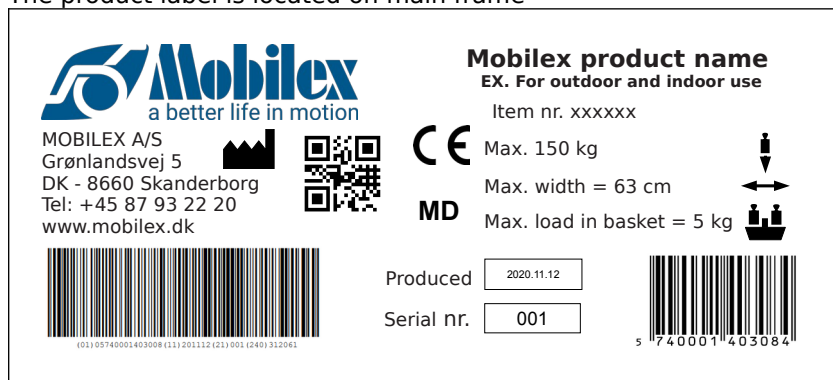 The product label is located on main frame
Mobilex
a better life in motion
MOBILEX A/S
Grønlandsvej 5
DK - 8660 Skanderborg
Tel: +45 87 93 22 20
www.mobilex.dk
(01)05740001403008(11)201112(21)001(240)312061
Mobilex product name
EX. For outdoor and indoor use
Item nr. xxxxxx
CE
Max. 150 kg
Max. width = 63 cm
MD
Max. load in basket = 5 kg
Produced 2020.11.12
Serial nr. 001
5 740001 403084